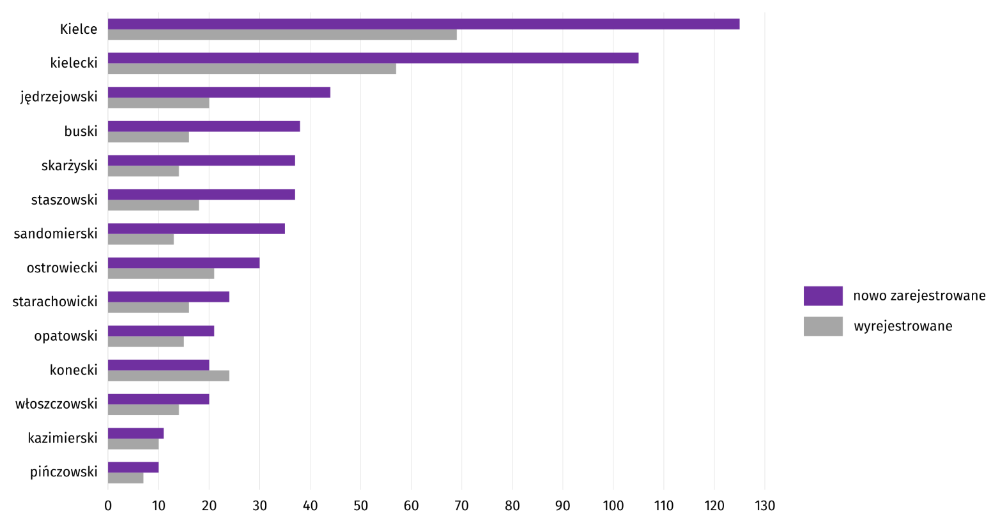 Kielce
kielecki
jędrzejowski
buski
skarżyski
staszowski
sandomierski
ostrowiecki
starachowicki
opatowski
konecki
włoszczowski
kazimierski
pińczowski
0 10 20 30 40 50 60 70 80 90 100 110 120 130
nowo zarejestrowane
wyrejestrowane